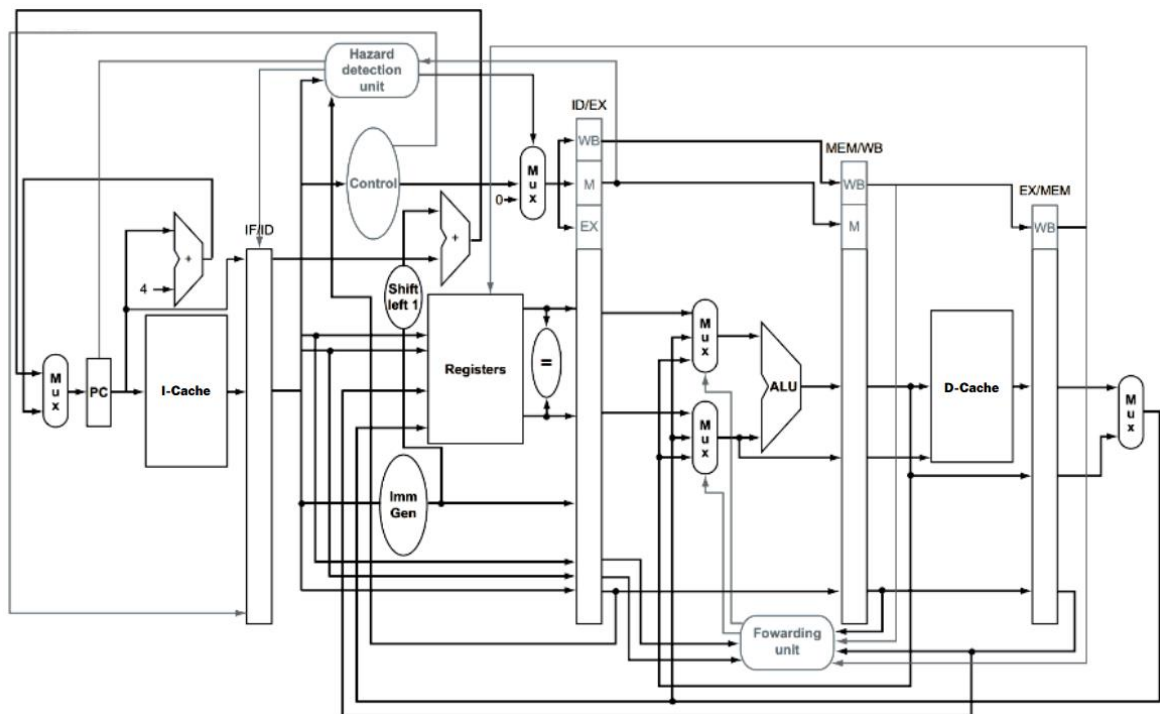 Hazard
detection
unit
ID/EX
WB
MEM/WB
Control
Mux
0
M
WB
EX/MEM
EX
M
WB
IF/ID
+
+
4
Shift
left 1
Mux
PC
I-Cache
Registers
=
Mux
ALU
D-Cache
Mux
Mux
Imm
Gen
Fowarding
unit